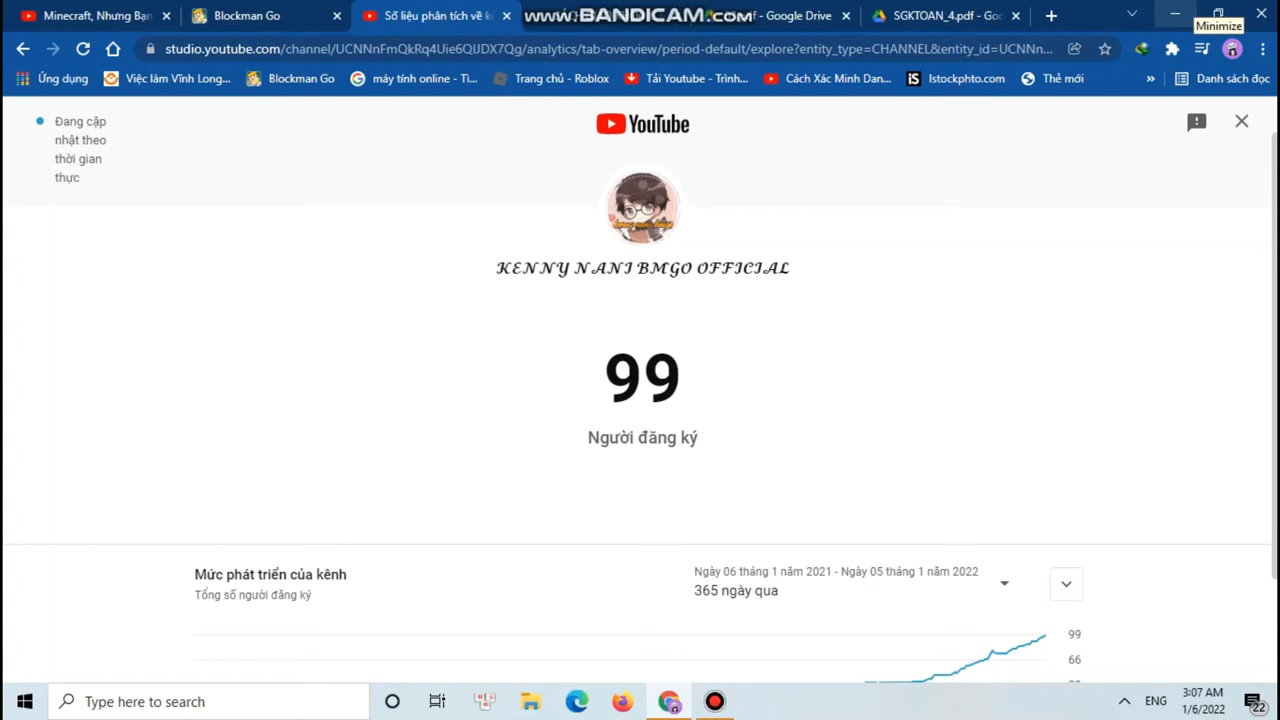 Minecraft, Nhưng Bạn
Blockman Go
Số liệu phân tích về k
WWW.BANDICAM.COM
f - Google Drive
SGKTOAN_4.pdf - Goo
Minimize
studio.youtube.com/channel/UCNNnFmQkRq4Uie6QIJDX7Qg/analytics/tab-overview/period-default/explore?entity_type=CHANNEL&entity_id=UCNNn...
Ứng dụng
Việc làm Vĩnh Long...
Blockman Go
máy tính online - Tì...
Trang chủ - Roblox
Tải Youtube - Trình...
Cách Xác Minh Dan...
iS
Istockphto.com
Thẻ mới
»
Danh sách đọc
Đang cập
nhật theo
thời gian
thực
YouTube
KENNY NANI BMGO OFFICIAL
99
Người đăng ký
Mức phát triển của kênh
Tổng số người đăng ký
Ngày 06 tháng 1 năm 2021 - Ngày 05 tháng 1 năm 2022
365 ngày qua
99
66
Type here to search
ENG
3:07 AM
1/6/2022
22